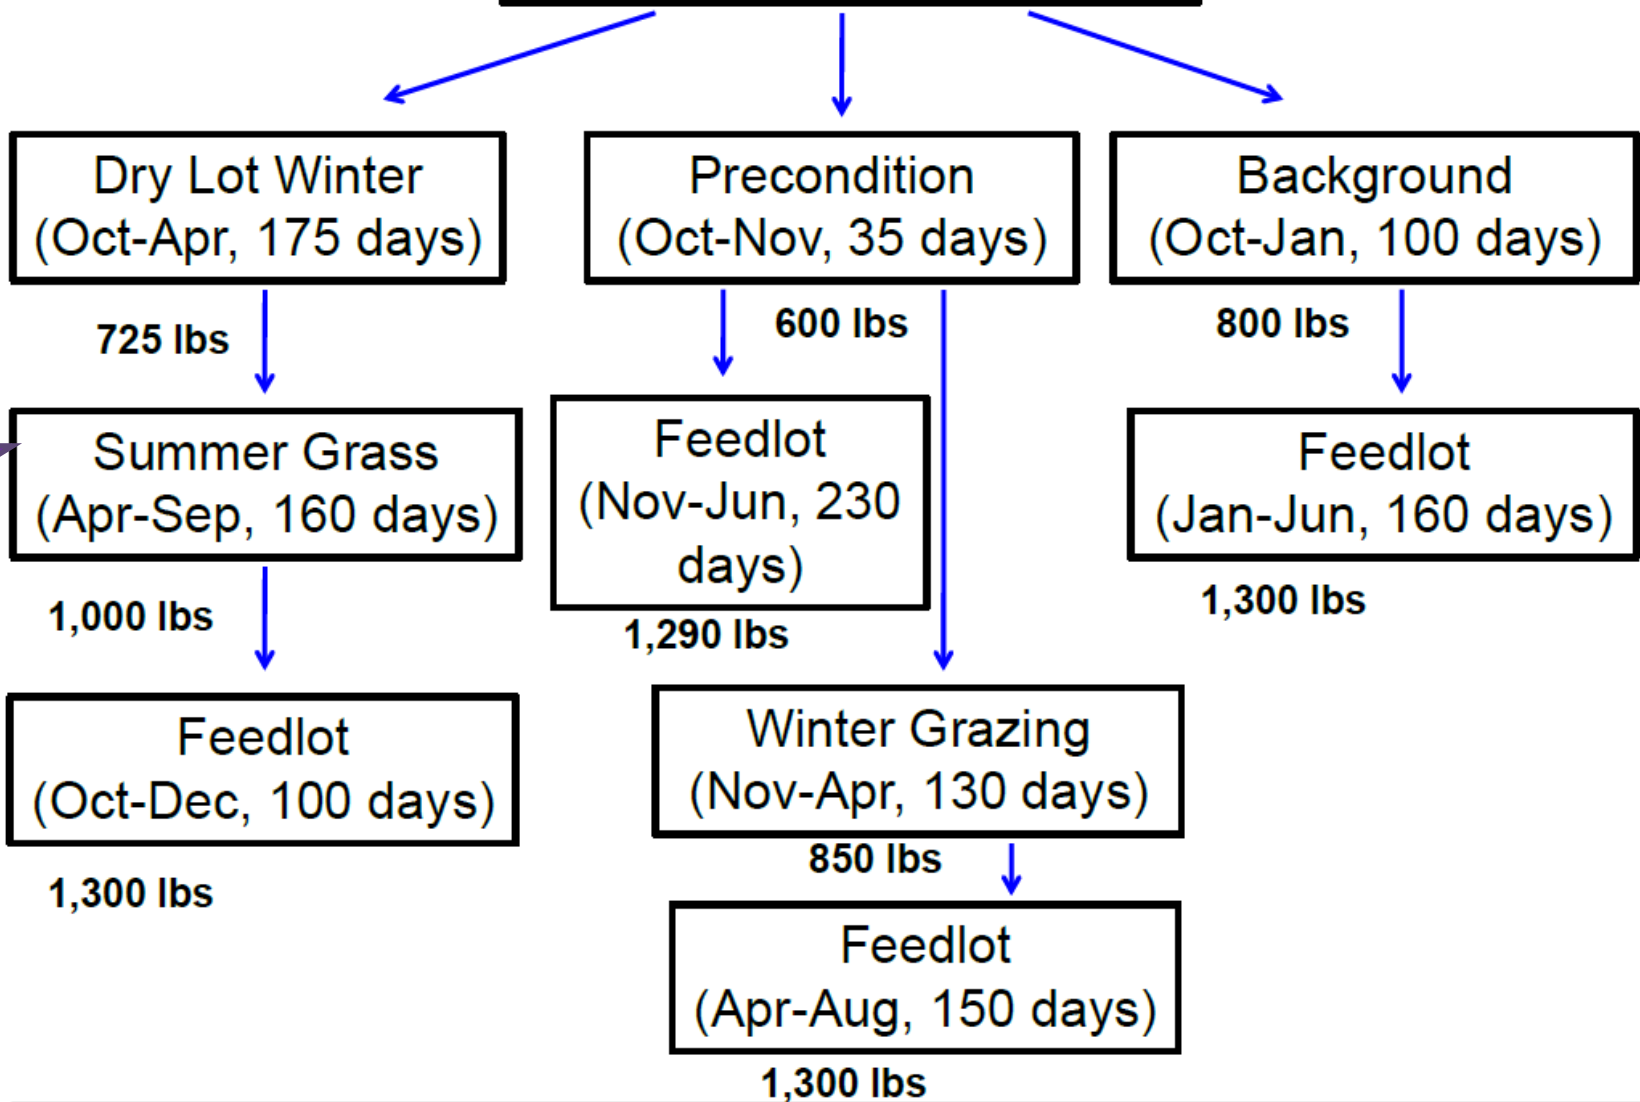 Dry Lot Winter
(Oct-Apr, 175 days)
Precondition
(Oct-Nov, 35 days)
Background
(Oct-Jan, 100 days)
725 lbs
600 lbs
800 lbs
Summer Grass
(Apr-Sep, 160 days)
Feedlot
(Nov-Jun, 230
days)
Feedlot
(Jan-Jun, 160 days)
1,000 lbs
1,290 lbs
1,300 lbs
Feedlot
(Oct-Dec, 100 days)
Winter Grazing
(Nov-Apr, 130 days)
1,300 lbs
850 lbs
Feedlot
(Apr-Aug, 150 days)
1,300 lbs